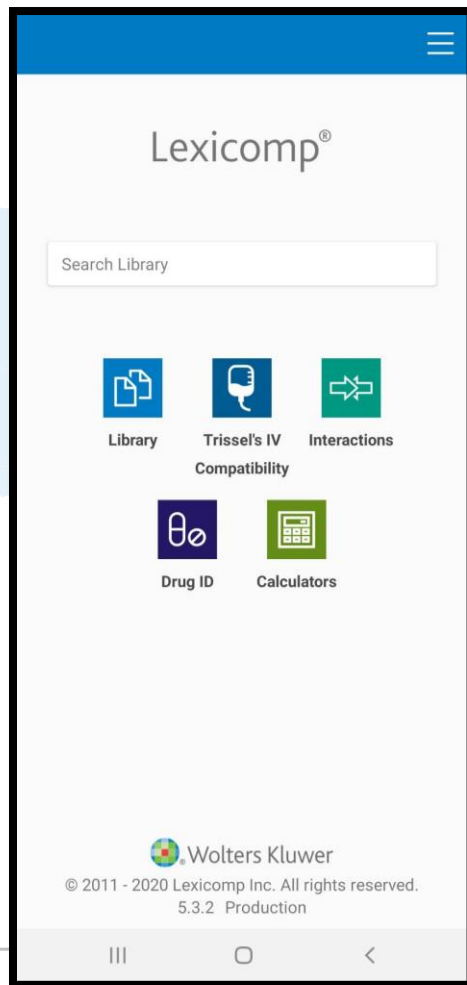 Lexicomp®
Search Library
Library
Trissel's IV
Compatibility
Interactions
Drug ID
Calculators
Wolters Kluwer
© 2011 - 2020 Lexicomp Inc. All rights reserved.
5.3.2 Production